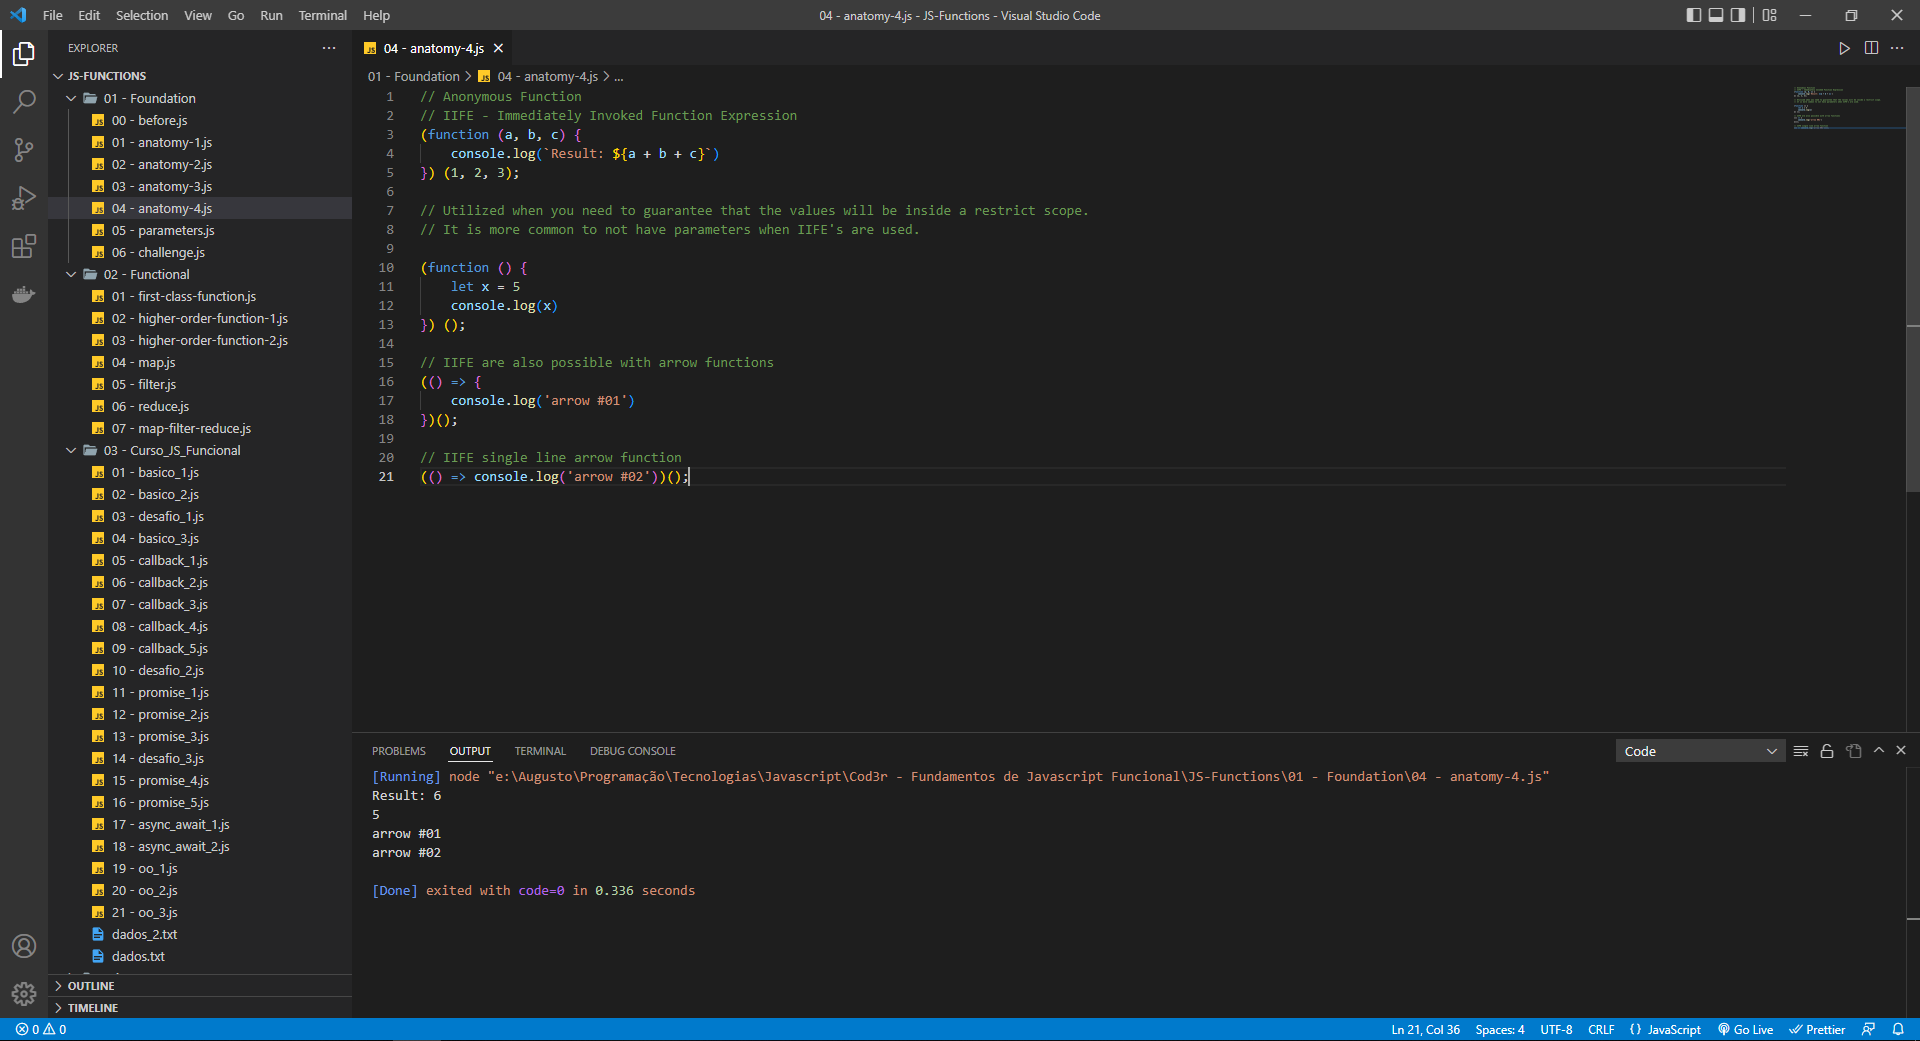 File Edit Selection View Go Run Terminal Help
04 - anatomy-4.js - JS-Functions - Visual Studio Code
EXPLORER
JS-FUNCTIONS
01 - Foundation
00 - before.js
01 - anatomy-1.js
02 - anatomy-2.js
03 - anatomy-3.js
04 - anatomy-4.js
05 - parameters.js
06 - challenge.js
02 - Functional
01 - first-class-function.js
02 - higher-order-function-1.js
03 - higher-order-function-2.js
04 - map.js
05 - filter.js
06 - reduce.js
07 - map-filter-reduce.js
03 - Curso_JS_Funcional
01 - basico_1.js
02 - basico_2.js
03 - desafio_1.js
04 - basico_3.js
05 - callback_1.js
06 - callback_2.js
07 - callback_3.js
08 - callback_4.js
09 - callback_5.js
10 - desafio_2.js
11 - promise_1.js
12 - promise_2.js
13 - promise_3.js
14 - desafio_3.js
15 - promise_4.js
16 - promise_5.js
17 - async_await_1.js
18 - async_await_2.js
19 - oo_1.js
20 - oo_2.js
21 - oo_3.js
dados_2.txt
dados.txt
OUTLINE
TIMELINE
04 - anatomy-4.js
01 - Foundation > JS 04 - anatomy-4.js > ...
1 // Anonymous Function
2 // IIFE - Immediately Invoked Function Expression
3 (function (a, b, c) {
4     console.log(`Result: ${a + b + c}`)
5 }) (1, 2, 3);
6
7 // Utilized when you need to guarantee that the values will be inside a restrict scope.
8 // It is more common to not have parameters when IIFE's are used.
9
10 (function () {
11     let x = 5
12     console.log(x)
13 }) ();
14
15 // IIFE are also possible with arrow functions
16 (() => {
17     console.log('arrow #01')
18 })();
19
20 // IIFE single line arrow function
21 (() => console.log('arrow #02'))();
PROBLEMS OUTPUT TERMINAL DEBUG CONSOLE
Code
[Running] node "e:\Augusto\Programação\Tecnologias\Javascript\Cod3r - Fundamentos de Javascript Funcional\JS-Functions\01 - Foundation\04 - anatomy-4.js"
Result: 6
5
arrow #01
arrow #02
[Done] exited with code=0 in 0.336 seconds
0 0
Ln 21, Col 36 Spaces: 4 UTF-8 CRLF {} JavaScript Go Live Prettier